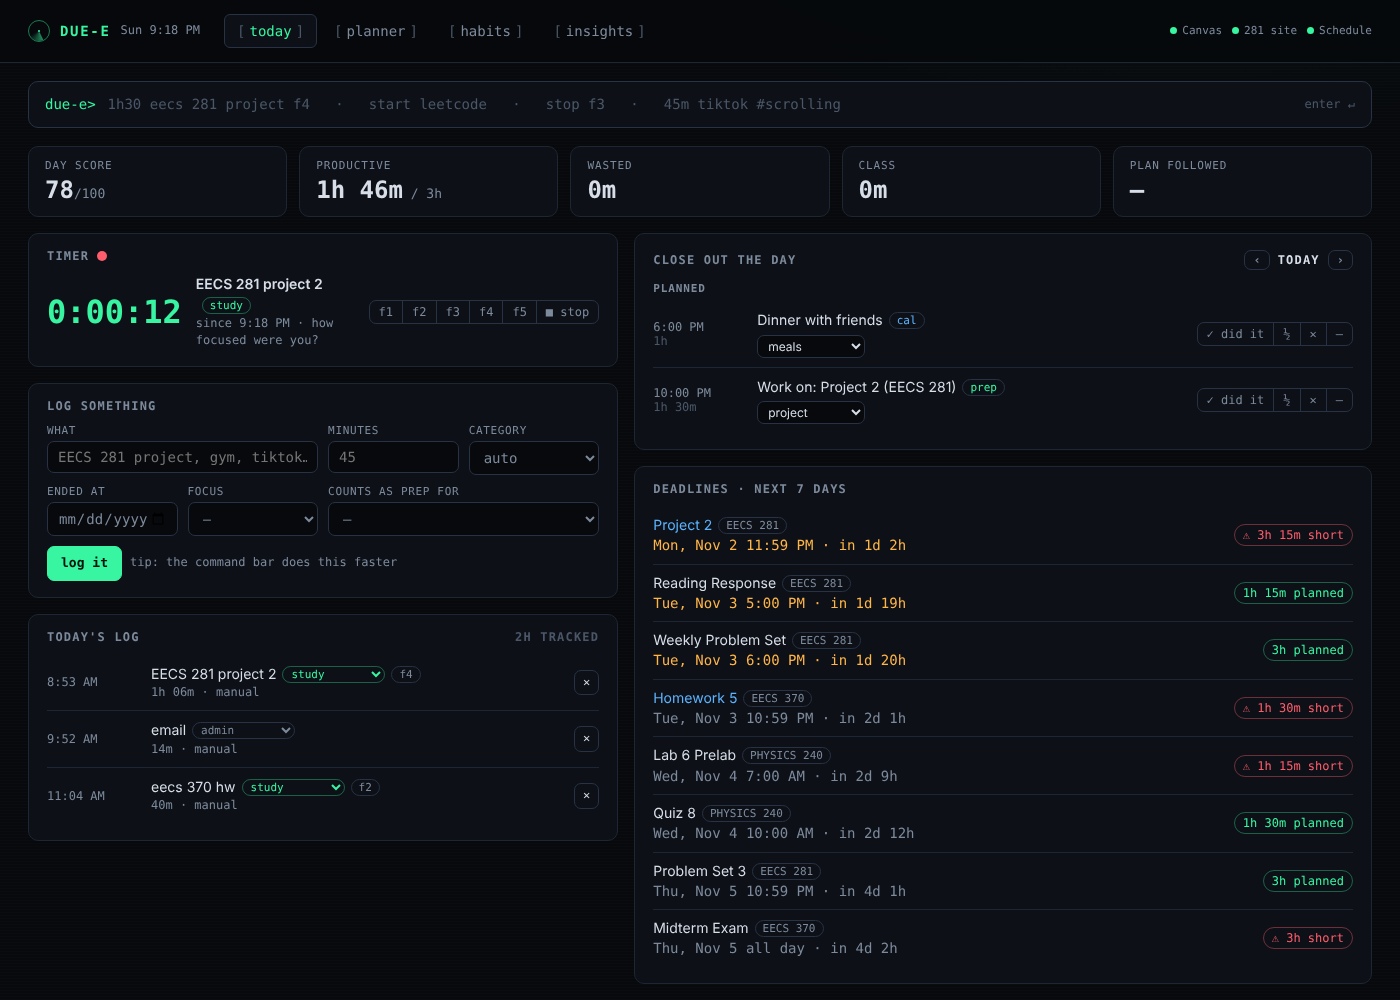 DUE-E Sun 9:18 PM [ today ] [ planner ] [ habits ] [ insights ] Canvas 281 site Schedule
due-e> 1h30 eecs 281 project f4 · start leetcode · stop f3 · 45m tiktok #scrolling enter ↵
DAY SCORE
78/100
PRODUCTIVE
1h 46m / 3h
WASTED
0m
CLASS
0m
PLAN FOLLOWED
—
TIMER
0:00:12
EECS 281 project 2
study
since 9:18 PM · how
focused were you?
f1 f2 f3 f4 f5 ■ stop
LOG SOMETHING
WHAT MINUTES CATEGORY
EECS 281 project, gym, tiktok… 45 auto
ENDED AT FOCUS COUNTS AS PREP FOR
mm/dd/yyyy — —
log it tip: the command bar does this faster
TODAY'S LOG 2H TRACKED
8:53 AM EECS 281 project 2 study f4 ×
1h 06m · manual
9:52 AM email admin ×
14m · manual
11:04 AM eecs 370 hw study f2 ×
40m · manual
CLOSE OUT THE DAY ‹ TODAY ›
PLANNED
6:00 PM Dinner with friends cal
1h meals ✓ did it ½ × —
10:00 PM Work on: Project 2 (EECS 281) prep
1h 30m project ✓ did it ½ × —
DEADLINES · NEXT 7 DAYS
Project 2 EECS 281
Mon, Nov 2 11:59 PM · in 1d 2h ⚠ 3h 15m short
Reading Response EECS 281
Tue, Nov 3 5:00 PM · in 1d 19h 1h 15m planned
Weekly Problem Set EECS 281
Tue, Nov 3 6:00 PM · in 1d 20h 3h planned
Homework 5 EECS 370
Tue, Nov 3 10:59 PM · in 2d 1h ⚠ 1h 30m short
Lab 6 Prelab PHYSICS 240
Wed, Nov 4 7:00 AM · in 2d 9h ⚠ 1h 15m short
Quiz 8 PHYSICS 240
Wed, Nov 4 10:00 AM · in 2d 12h 1h 30m planned
Problem Set 3 EECS 281
Thu, Nov 5 10:59 PM · in 4d 1h 3h planned
Midterm Exam EECS 370
Thu, Nov 5 all day · in 4d 2h ⚠ 3h short